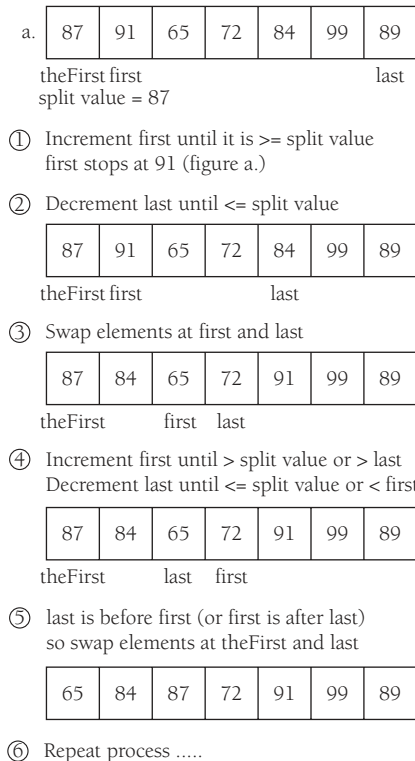 a. 87 91 65 72 84 99 89
theFirst first last
split value = 87
① Increment first until it is >= split value
first stops at 91 (figure a.)
② Decrement last until <= split value
87 91 65 72 84 99 89
theFirst first last
③ Swap elements at first and last
87 84 65 72 91 99 89
theFirst first last
④ Increment first until > split value or > last
Decrement last until <= split value or < first
87 84 65 72 91 99 89
theFirst last first
⑤ last is before first (or first is after last)
so swap elements at theFirst and last
65 84 87 72 91 99 89
⑥ Repeat process .....